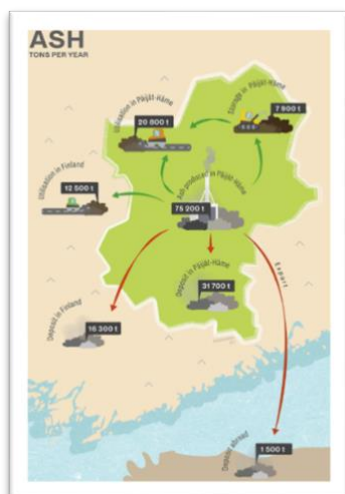 ASH
TONS PER YEAR
Utilisation in Päijät-Häme
20 800 t
Storage in Päijät-Häme
7 900 t
Utilisation in Finland
12 500 t
Ash produced in Päijät-Häme
75 200 t
Deposit in Päijät-Häme
31 700 t
Export
Deposit in Finland
16 300 t
Deposit abroad
1 500 t